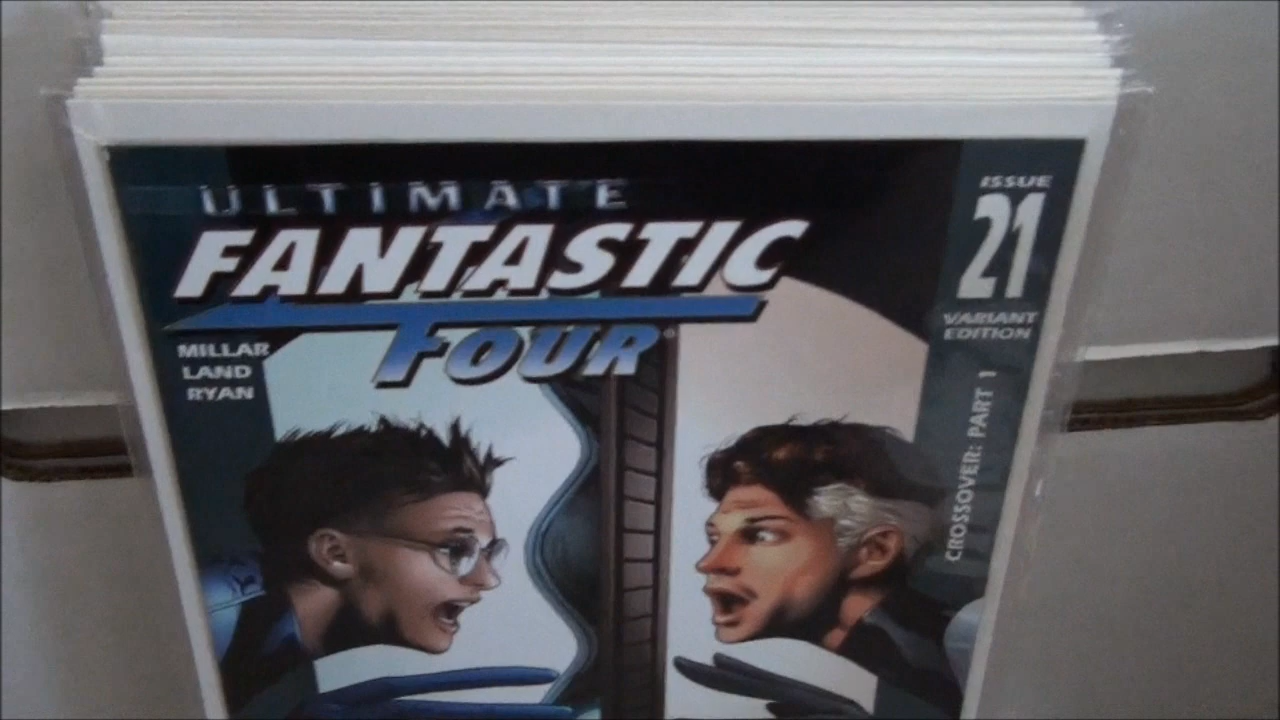 ULTIMATE
FANTASTIC
FOUR
MILLAR
LAND
RYAN
ISSUE
21
VARIANT
EDITION
CROSSOVER: PART 1